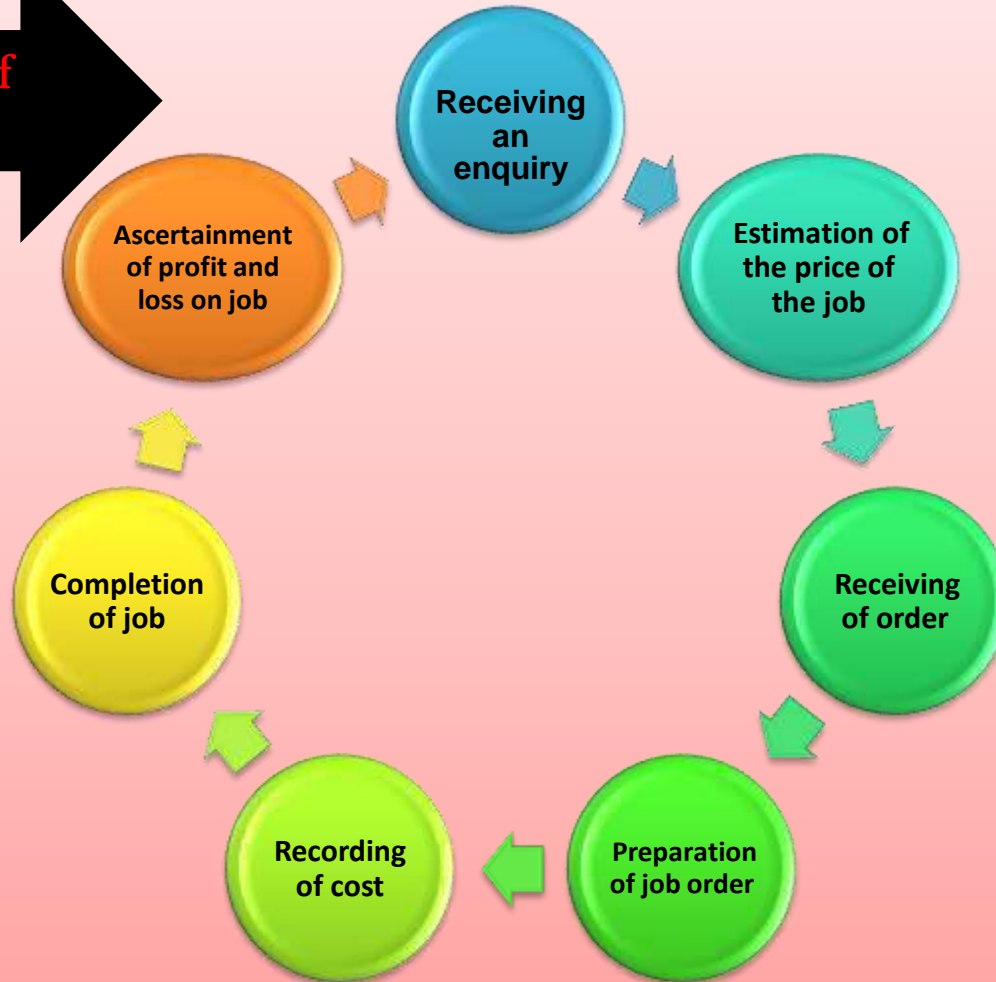 f
Receiving
an
enquiry
Estimation of
the price of
the job
Receiving
of order
Preparation
of job order
Recording
of cost
Completion
of job
Ascertainment
of profit and
loss on job